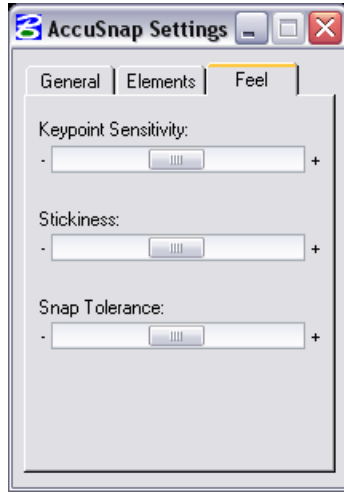 AccuSnap Settings
General Elements Feel
Keypoint Sensitivity:
- +
Stickiness:
- +
Snap Tolerance:
- +